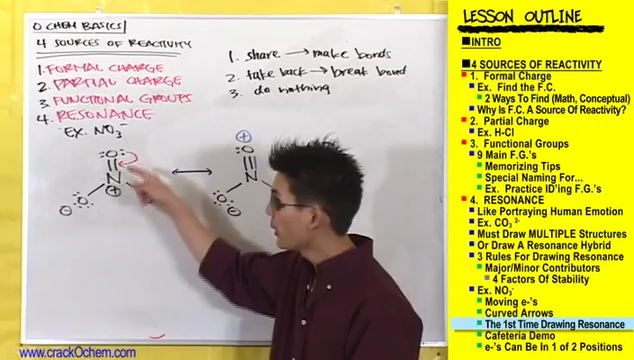 O CHEM BASICS
4 SOURCES OF REACTIVITY
1. FORMAL CHARGE
2. PARTIAL CHARGE
3. FUNCTIONAL GROUPS
4. RESONANCE
EX. NO₃⁻
1. share → make bonds
2. take back → break bond
3. do nothing
:O:
N
⊕
:O:
⊖
↔
⊕
:O
N
:O:
⊖
www.crackOchem.com
LESSON OUTLINE
INTRO
4 SOURCES OF REACTIVITY
1. Formal Charge
Ex. Find the F.C.
2 Ways To Find (Math, Conceptual)
Why Is F.C. A Source Of Reactivity?
2. Partial Charge
Ex. H-Cl
3. Functional Groups
9 Main F.G.'s
Memorizing Tips
Special Naming For...
Ex. Practice ID'ing F.G.'s
4. RESONANCE
Like Portraying Human Emotion
Ex. CO₃ ²⁻
Must Draw MULTIPLE Structures
Or Draw A Resonance Hybrid
3 Rules For Drawing Resonance
Major/Minor Contributors
4 Factors Of Stability
Ex. NO₃⁻
Moving e-'s
Curved Arrows
The 1st Time Drawing Resonance
Cafeteria Demo
e-'s Can Be In 1 of 2 Positions